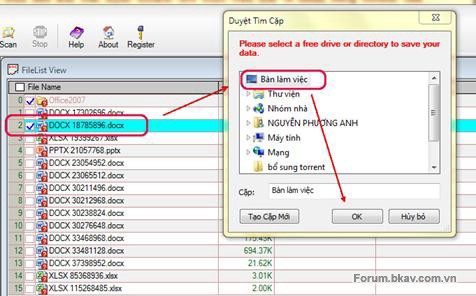 Scan
Stop
Help
About
Register
FileList View
File Name
0 Office2007
1 DOCX 17302696.docx
2 DOCX 18785896.docx
3 XLSX 19395267.xlsx
4 PPTX 21057768.pptx
5 DOCX 23054952.docx
6 DOCX 23065512.docx
7 DOCX 30211496.docx
8 DOCX 30212968.docx
9 DOCX 30238824.docx
10 DOCX 30276648.docx
11 DOCX 33468968.docx 175.43K
12 DOCX 33481128.docx 694.37K
13 DOCX 37398952.docx 21.62K
14 XLSX 85368936.xlsx 3.01K
15 XLSX 115268485.xlsx 2.00K
Duyệt Tìm Cặp
Please select a free drive or directory to save your
data.
Bàn làm việc
Thư viện
Nhóm nhà
NGUYỄN PHƯƠNG ANH
Máy tính
Mạng
bổ sung torrent
Cặp: Bàn làm việc
Tạo Cặp Mới
OK
Hủy bỏ
Forum.bkav.com.vn